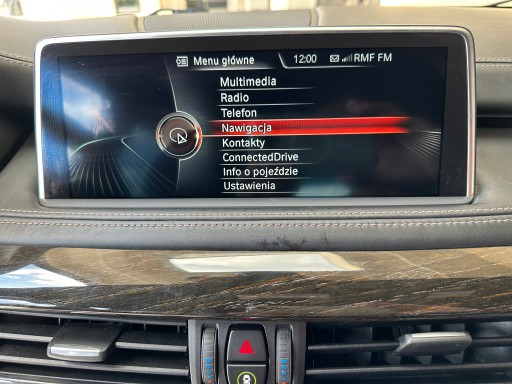 Menu główne 12:00 RMF FM
Multimedia
Radio
Telefon
Nawigacja
Kontakty
ConnectedDrive
Info o pojeździe
Ustawienia